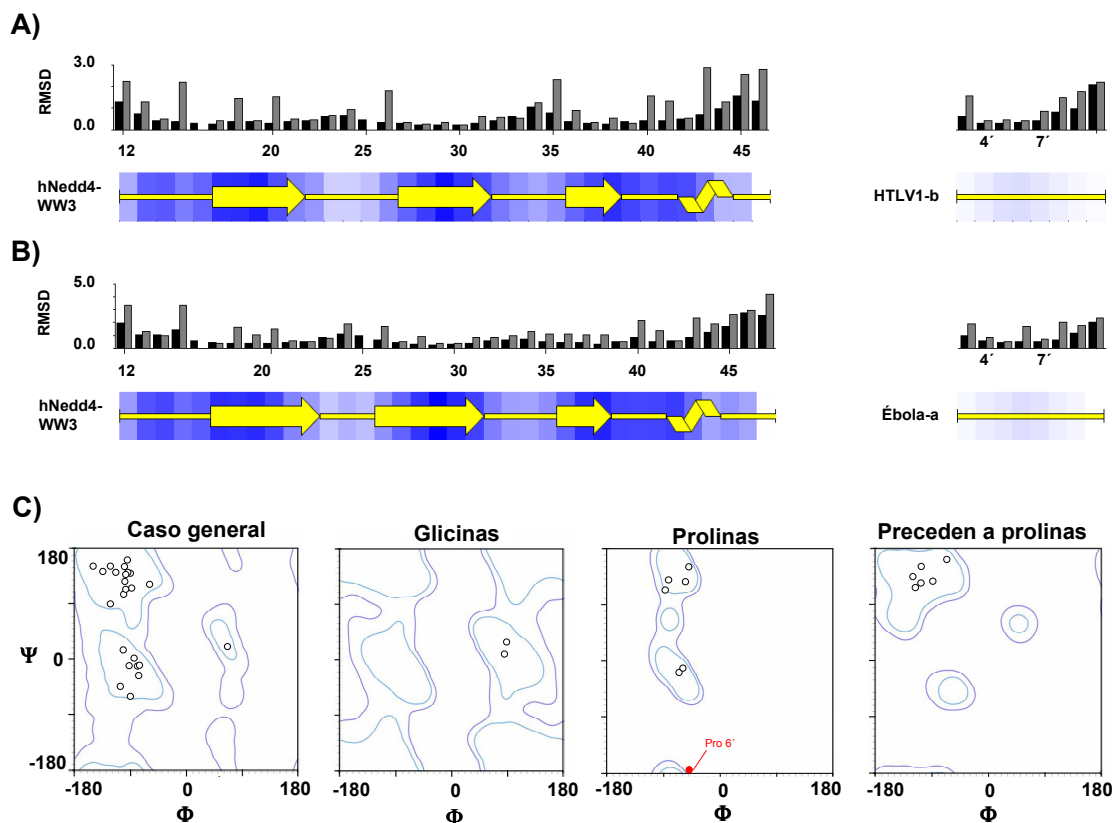 A)
RMSD
3.0
0.0
12 20 25 30 35 40 45
4´ 7´
hNedd4-
WW3
HTLV1-b
B)
RMSD
5.0
0.0
12 20 25 30 35 40 45
4´ 7´
hNedd4-
WW3
Ébola-a
C)
Caso general
Glicinas
Prolinas
Preceden a prolinas
180
Ψ
0
-180
Pro 6´
-180 0 180
-180 0 180
-180 0 180
-180 0 180
Φ
Φ
Φ
Φ